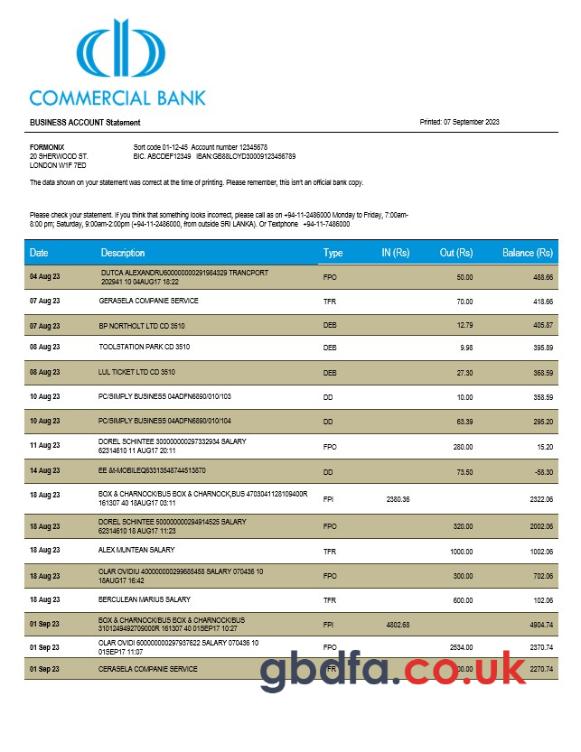 COMMERCIAL BANK
BUSINESS ACCOUNT Statement
Printed: 07 September 2023
FORMONIX
Sort code 01-12-45 Account number 12345678
20 SHERWOOD ST.
BIC. ABCDEF12349 IBAN:GB88LCYD30009123456789
LONDON W1F 7ED
The data shown on your statement was correct at the time of printing. Please remember, this isn't an official bank copy.
Please check your statement. If you think that something looks incorrect, please call as on +94-11-2486000 Monday to Friday, 7:00am-
8:00 pm; Saturday, 9:00am-2:00pm (+94-11-2486000, from outside SRI LANKA). Or Textphone +94-11-7486000
Date Description Type IN (Rs) Out (Rs) Balance (Rs)
04 Aug 23 DUTCA ALEXANDRU600000000291984329 TRANCPORT FPO 50.00 488.66
202941 10 04AUG17 18:22
07 Aug 23 GERASELA COMPANIE SERVICE TFR 70.00 418.66
07 Aug 23 BP NORTHOLT LTD CD 3510 DEB 12.79 405.87
08 Aug 23 TOOLSTATION PARK CD 3510 DEB 9.98 395.89
08 Aug 23 LUL TICKET LTD CD 3510 DEB 27.30 368.59
10 Aug 23 PC/SIMPLY BUSINESS 04ADFN6890/010/103 DD 10.00 358.59
10 Aug 23 PC/SIMPLY BUSINESS 04ADFN6890/010/104 DD 63.39 295.20
11 Aug 23 DOREL SCHINTEE 300000000297332934 SALARY FPO 280.00 15.20
62314610 11 AUG17 20:11
14 Aug 23 EE &I-MOBILEQ63313548744513870 DD 73.50 -58.30
18 Aug 23 BOX & CHARNOCK/BUS BOX & CHARNOCK,BUS 4703041128109400R FPI 2380.36 2322.06
161307 40 18AUG17 03:11
18 Aug 23 DOREL SCHINTEE 500000000294914525 SALARY FPO 320.00 2002.06
62314610 18 AUG17 11:23
18 Aug 23 ALEX MUNTEAN SALARY TFR 1000.00 1002.06
18 Aug 23 OLAR OVIDIU 400000000299688488 SALARY 070436 10 FPO 300.00 702.06
18AUG17 16:42
18 Aug 23 BERCULEAN MARIUS SALARY TFR 600.00 102.06
01 Sep 23 BOX & CHARNOCK/BUS BOX & CHARNOCK/BUS FPI 4802.68 4904.74
3101249492709000R 161307 40 01SEP17 10:27
01 Sep 23 OLAR OVIDI 600000000297937622 SALARY 070436 10 FPO 2534.00 2370.74
01SEP17 11:07
01 Sep 23 CERASELA COMPANIE SERVICE 2270.74
gbdfa.co.uk